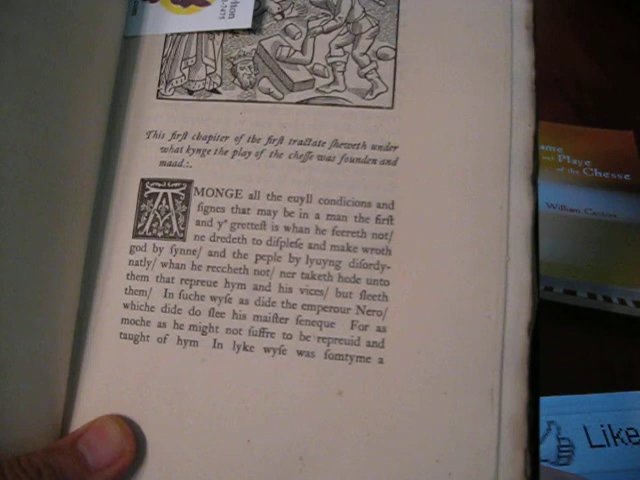 This firſt chapiter of the firſt tractate ſheweth under
what kynge the play of the cheſſe was founden and
maad.:.
AMONGE all the euyll condicions and
ſignes that may be in a man the firſt
and yᵉ grettest is whan he feereth not/
ne dredeth to diſpleſe and make wroth
god by ſynne/ and the peple by lyuyng diſordy-
natly/ whan he reccheth not/ ner taketh hede unto
them that repreue hym and his vices/ but ſleeth
them/ In ſuche wyſe as dide the emperour Nero/
whiche dide do ſlee his maiſter ſeneque For as
moche as he might not ſuffre to be repreuid and
taught of hym In lyke wyſe was ſomtyme a
ame
and Playe
of the Chesse
William Caxton
Like